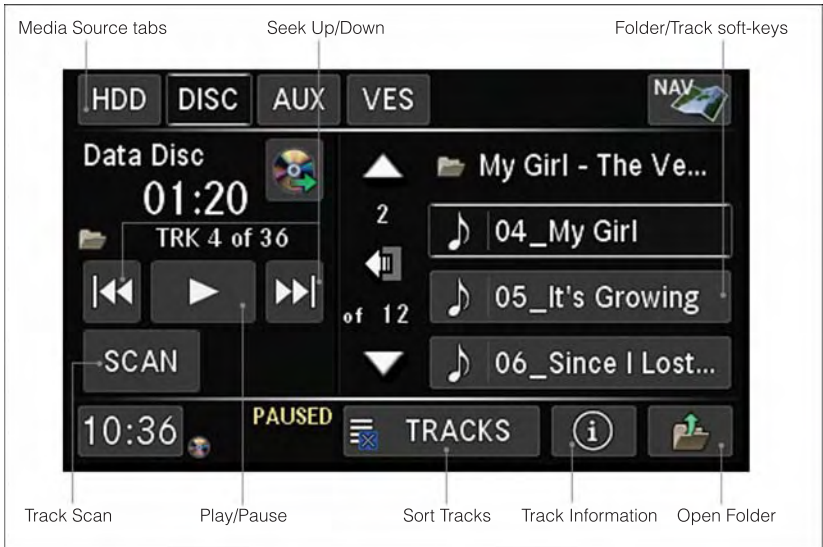 Media Source tabs
Seek Up/Down
Folder/Track soft-keys
HDD
DISC
AUX
VES
NAV
Data Disc
01:20
TRK 4 of 36
2
of 12
My Girl - The Ve...
04_My Girl
05_It's Growing
06_Since I Lost...
SCAN
10:36
PAUSED
TRACKS
i
Track Scan
Play/Pause
Sort Tracks
Track Information
Open Folder